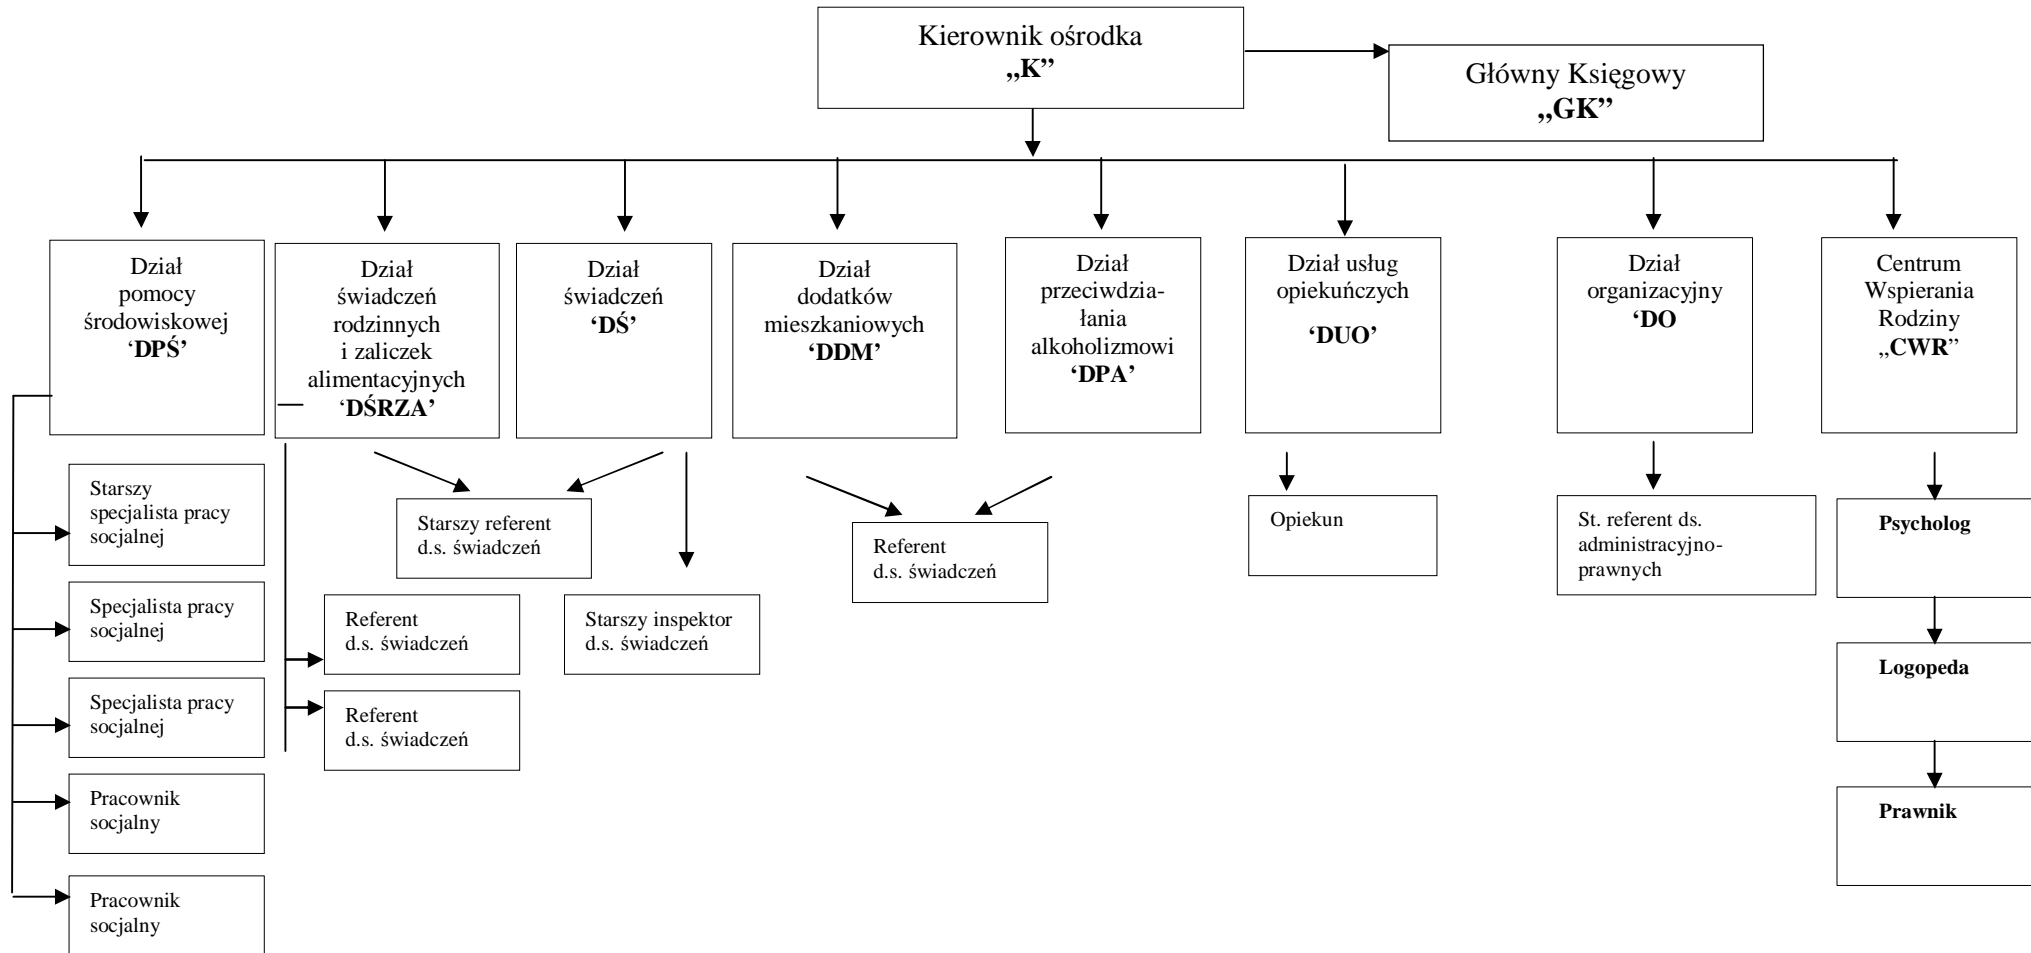 Kierownik ośrodka
„K”
Główny Księgowy
„GK”
Dział
pomocy
środowiskowej
‘DPŚ’
Dział
świadczeń
rodzinnych
i zaliczek
alimentacyjnych
‘DŚRZA’
Dział
świadczeń
‘DŚ’
Dział
dodatków
mieszkaniowych
‘DDM’
Dział
przeciwdzia-
łania
alkoholizmowi
‘DPA’
Dział usług
opiekuńczych
‘DUO’
Dział
organizacyjny
‘DO
Centrum
Wspierania
Rodziny
„CWR”
Starszy
specjalista pracy
socjalnej
Specjalista pracy
socjalnej
Specjalista pracy
socjalnej
Pracownik
socjalny
Pracownik
socjalny
Starszy referent
d.s. świadczeń
Referent
d.s. świadczeń
Referent
d.s. świadczeń
Starszy inspektor
d.s. świadczeń
Referent
d.s. świadczeń
Opiekun
St. referent ds.
administracyjno-
prawnych
Psycholog
Logopeda
Prawnik